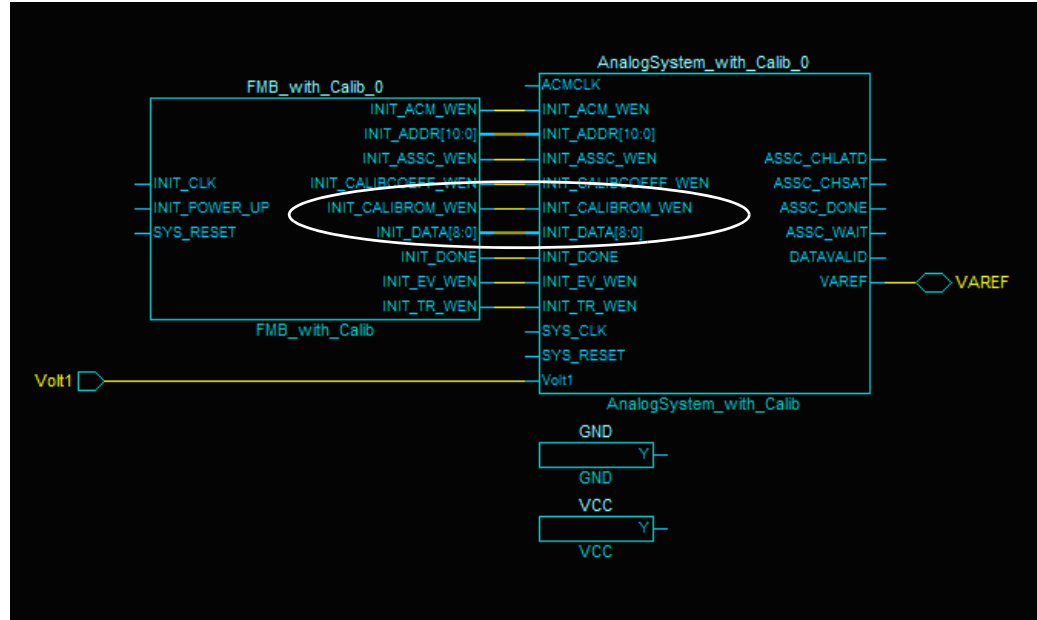 AnalogSystem_with_Calib_0
FMB_with_Calib_0
ACMCLK
INIT_ACM_WEN
INIT_ACM_WEN
INIT_ADDR[10:0]
INIT_ADDR[10:0]
INIT_ASSC_WEN
INIT_ASSC_WEN
ASSC_CHLATD
INIT_CLK
INIT_CALIBCOEFF_WEN
INIT_CALIBCOEFF_WEN
ASSC_CHSAT
INIT_POWER_UP
INIT_CALIBROM_WEN
INIT_CALIBROM_WEN
ASSC_DONE
SYS_RESET
INIT_DATA[8:0]
INIT_DATA[8:0]
ASSC_WAIT
INIT_DONE
INIT_DONE
DATAVALID
INIT_EV_WEN
INIT_EV_WEN
VAREF
VAREF
INIT_TR_WEN
INIT_TR_WEN
FMB_with_Calib
SYS_CLK
SYS_RESET
Volt1
Volt1
AnalogSystem_with_Calib
GND
Y
GND
VCC
Y
VCC